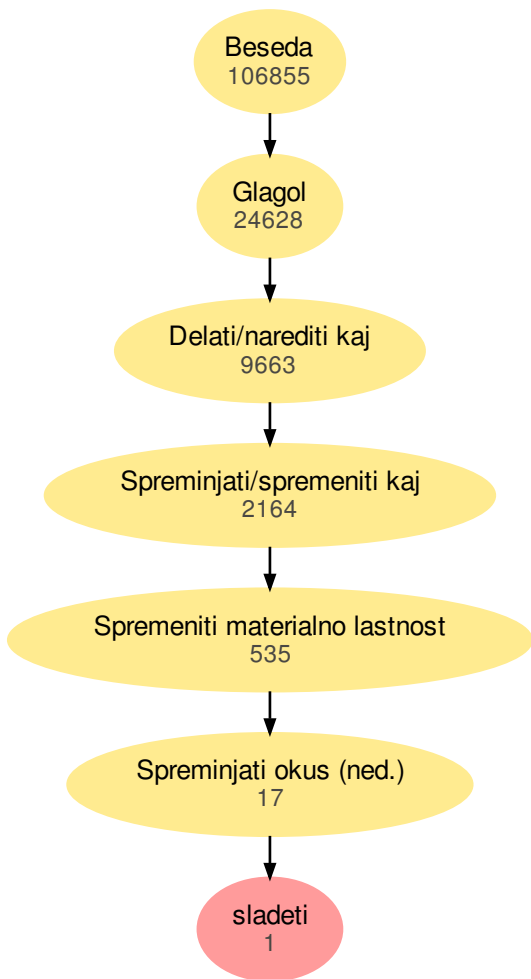 Beseda
106855
Glagol
24628
Delati/narediti kaj
9663
Spreminjati/spremeniti kaj
2164
Spremeniti materialno lastnost
535
Spreminjati okus (ned.)
17
sladeti
1